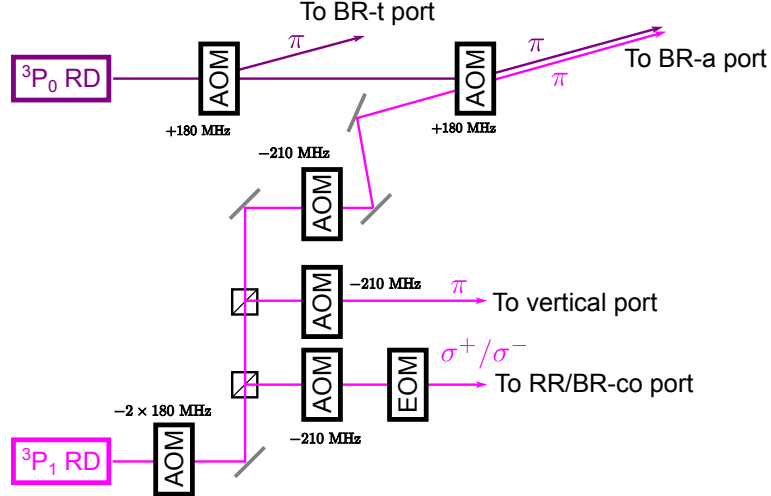 To BR-t port
π
π
To BR-a port
³P₀ RD
AOM
AOM
π
+180 MHz
+180 MHz
−210 MHz
AOM
AOM
−210 MHz
π
To vertical port
σ⁺/σ⁻
AOM
EOM
To RR/BR-co port
−2 × 180 MHz
−210 MHz
³P₁ RD
AOM